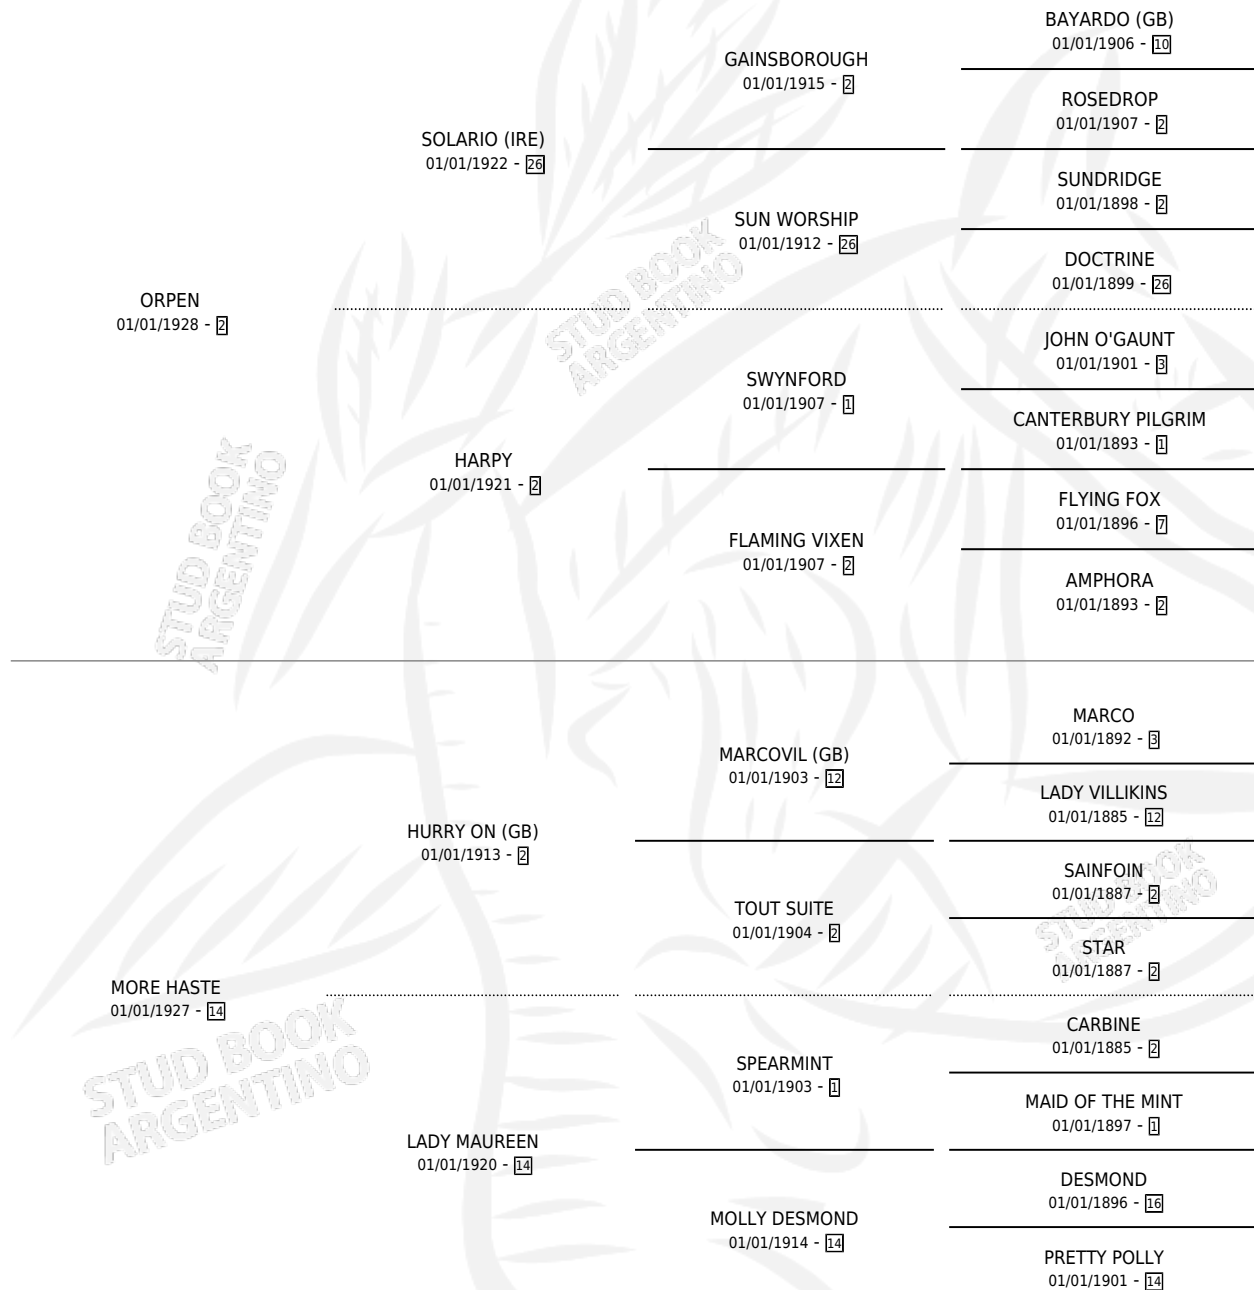 BAYARDO (GB)
01/01/1906 - 10
GAINSBOROUGH
01/01/1915 - 2
ROSEDROP
01/01/1907 - 2
SOLARIO (IRE)
01/01/1922 - 26
SUNDRIDGE
01/01/1898 - 2
SUN WORSHIP
01/01/1912 - 26
DOCTRINE
01/01/1899 - 26
ORPEN
01/01/1928 - 2
JOHN O'GAUNT
01/01/1901 - 3
SWYNFORD
01/01/1907 - 1
CANTERBURY PILGRIM
01/01/1893 - 1
HARPY
01/01/1921 - 2
FLYING FOX
01/01/1896 - 7
FLAMING VIXEN
01/01/1907 - 2
AMPHORA
01/01/1893 - 2
MARCO
01/01/1892 - 3
MARCOVIL (GB)
01/01/1903 - 12
LADY VILLIKINS
01/01/1885 - 12
HURRY ON (GB)
01/01/1913 - 2
SAINFOIN
01/01/1887 - 2
TOUT SUITE
01/01/1904 - 2
STAR
01/01/1887 - 2
MORE HASTE
01/01/1927 - 14
CARBINE
01/01/1885 - 2
SPEARMINT
01/01/1903 - 1
MAID OF THE MINT
01/01/1897 - 1
LADY MAUREEN
01/01/1920 - 14
DESMOND
01/01/1896 - 16
MOLLY DESMOND
01/01/1914 - 14
PRETTY POLLY
01/01/1901 - 14
STUD BOOK
ARGENTINO
STUD BOOK
ARGENTINO
STUD BOOK
ARGENTINO
STUD BOOK
ARGENTINO